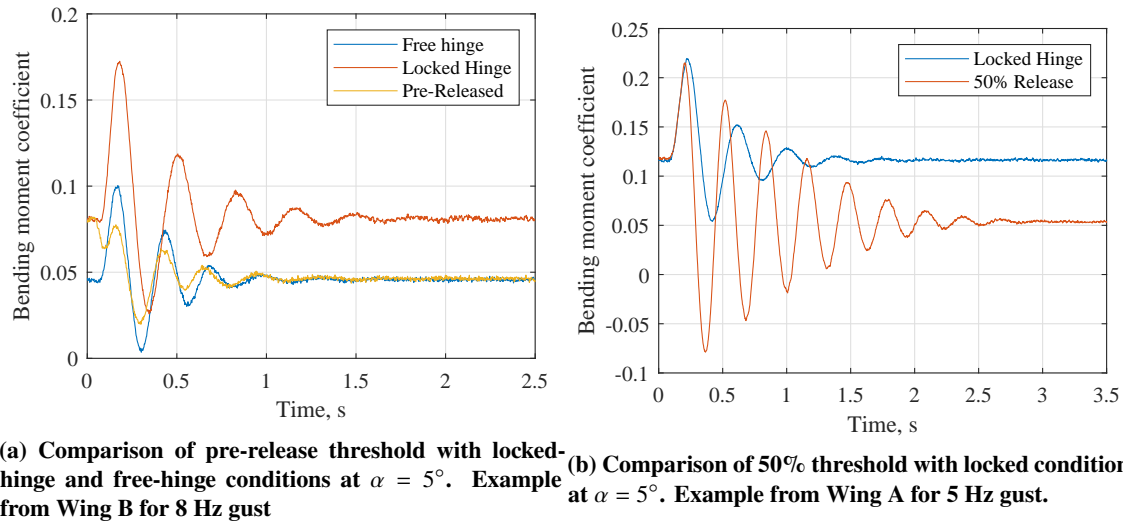 0.2
0.15
0.1
0.05
0
Bending moment coefficient
Free hinge
Locked Hinge
Pre-Released
0
0.5
1
1.5
2
2.5
Time, s
(a) Comparison of pre-release threshold with locked-
hinge and free-hinge conditions at α = 5°. Example
from Wing B for 8 Hz gust
0.25
0.2
0.15
0.1
0.05
0
-0.05
-0.1
Bending moment coefficient
Locked Hinge
50% Release
0
0.5
1
1.5
2
2.5
3
3.5
Time, s
(b) Comparison of 50% threshold with locked condition
at α = 5°. Example from Wing A for 5 Hz gust.